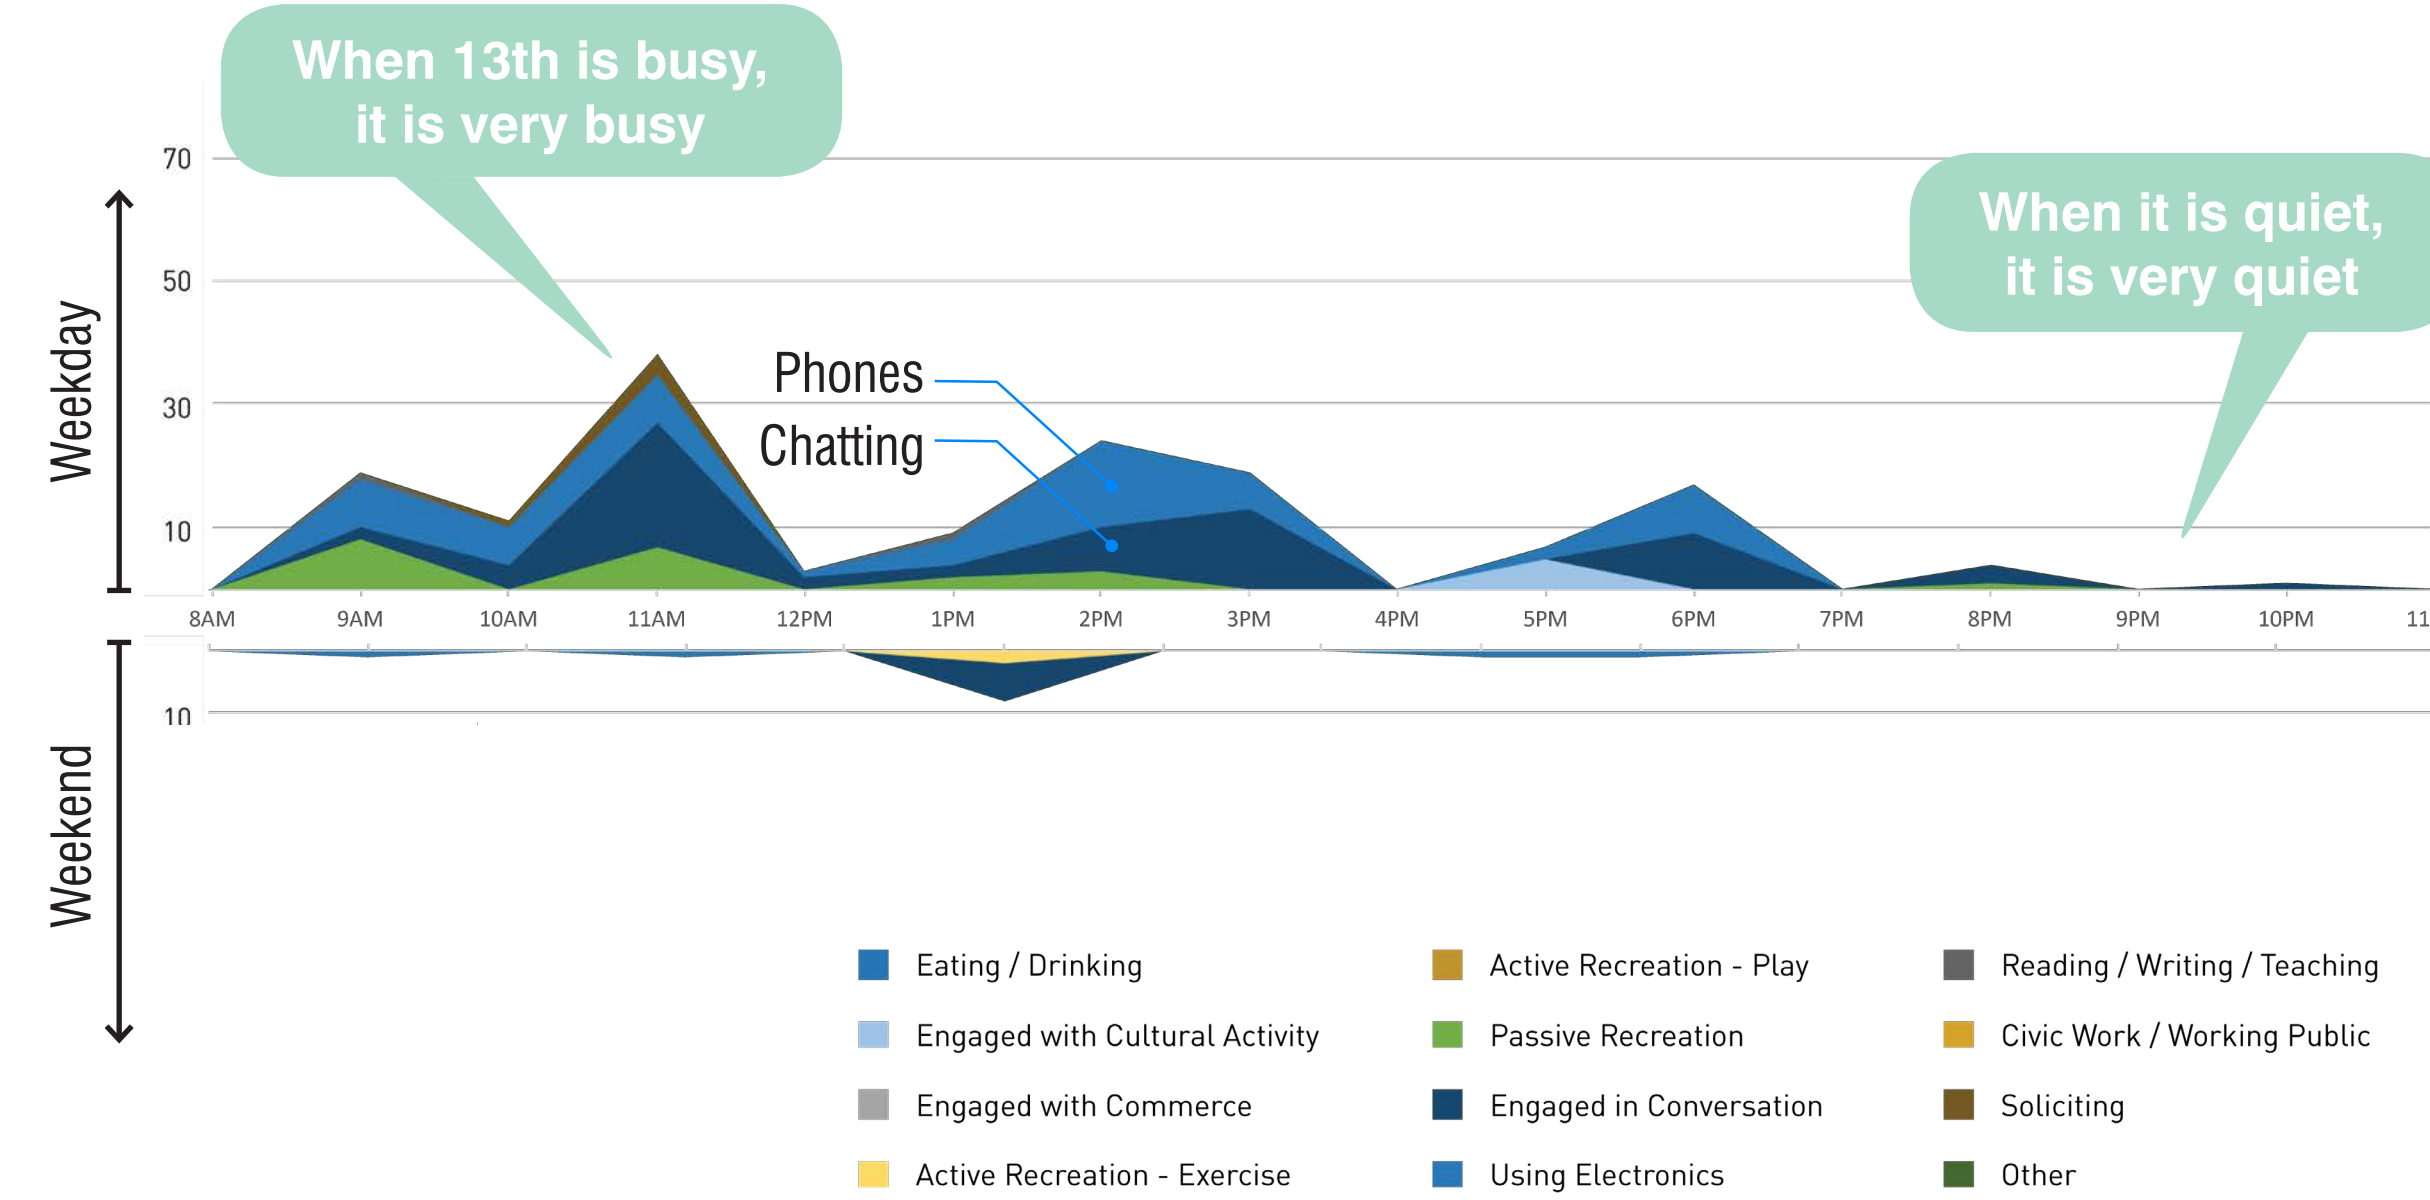 When 13th is busy,
it is very busy
When it is quiet,
it is very quiet
Weekday
70
50
30
10
Phones
Chatting
8AM 9AM 10AM 11AM 12PM 1PM 2PM 3PM 4PM 5PM 6PM 7PM 8PM 9PM 10PM 11
Weekend
10
Eating / Drinking
Active Recreation - Play
Reading / Writing / Teaching
Engaged with Cultural Activity
Passive Recreation
Civic Work / Working Public
Engaged with Commerce
Engaged in Conversation
Soliciting
Active Recreation - Exercise
Using Electronics
Other